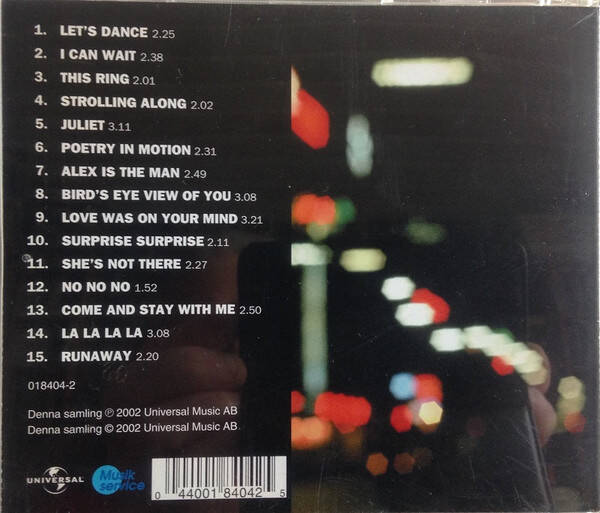 1. LET'S DANCE 2.25
2. I CAN WAIT 2.38
3. THIS RING 2.01
4. STROLLING ALONG 2.02
5. JULIET 3.11
6. POETRY IN MOTION 2.31
7. ALEX IS THE MAN 2.49
8. BIRD'S EYE VIEW OF YOU 3.08
9. LOVE WAS ON YOUR MIND 3.21
10. SURPRISE SURPRISE 2.11
11. SHE'S NOT THERE 2.27
12. NO NO NO 1.52
13. COME AND STAY WITH ME 2.50
14. LA LA LA LA 3.08
15. RUNAWAY 2.20
018404-2
Denna samling ℗ 2002 Universal Music AB
Denna samling © 2002 Universal Music AB
UNIVERSAL
Musik
service
0 44001 84042 5